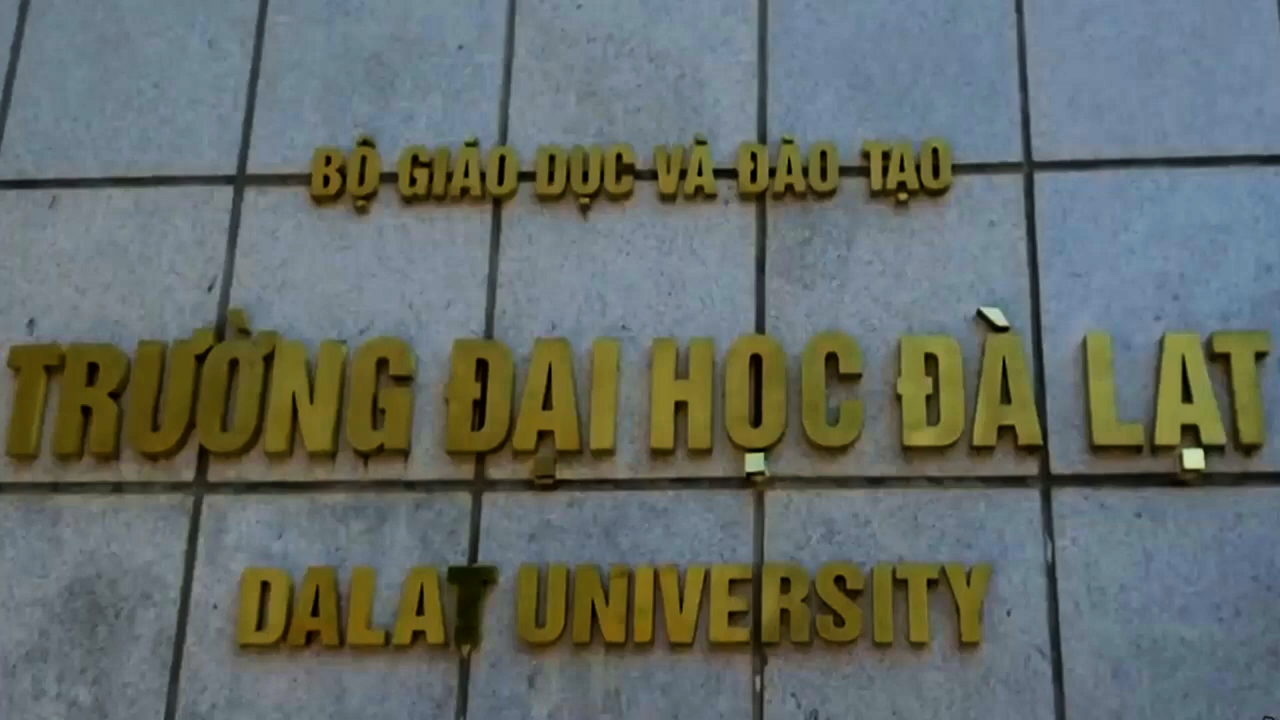 BỘ GIÁO DỤC VÀ ĐÀO TẠO
TRƯỜNG ĐẠI HỌC ĐÀ LẠT
DALAT UNIVERSITY